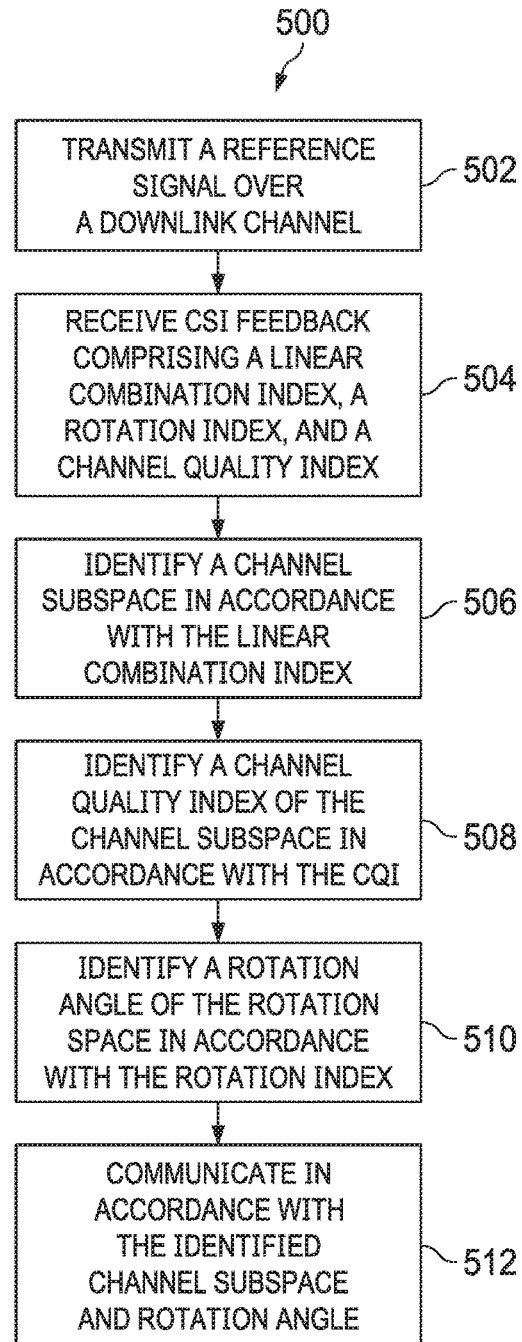 500
TRANSMIT A REFERENCE
SIGNAL OVER
A DOWNLINK CHANNEL
502
RECEIVE CSI FEEDBACK
COMPRISING A LINEAR
COMBINATION INDEX, A
ROTATION INDEX, AND A
CHANNEL QUALITY INDEX
504
IDENTIFY A CHANNEL
SUBSPACE IN ACCORDANCE
WITH THE LINEAR
COMBINATION INDEX
506
IDENTIFY A CHANNEL
QUALITY INDEX OF THE
CHANNEL SUBSPACE IN
ACCORDANCE WITH THE CQI
508
IDENTIFY A ROTATION
ANGLE OF THE ROTATION
SPACE IN ACCORDANCE
WITH THE ROTATION INDEX
510
COMMUNICATE IN
ACCORDANCE WITH
THE IDENTIFIED
CHANNEL SUBSPACE
AND ROTATION ANGLE
512